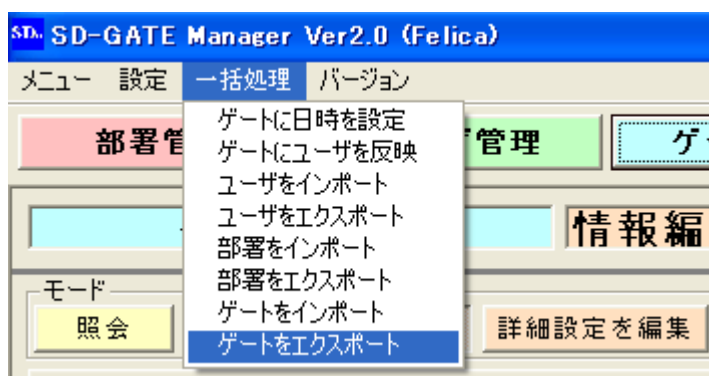 SD-GATE Manager Ver2.0 (Felica)
メニュー 設定 一括処理 バージョン
ゲートに日時を設定
ゲートにユーザを反映
ユーザをインポート
ユーザをエクスポート
部署をインポート
部署をエクスポート
ゲートをインポート
ゲートをエクスポート
部署管 管理 ゲ
情報編
モード
照会 詳細設定を編集